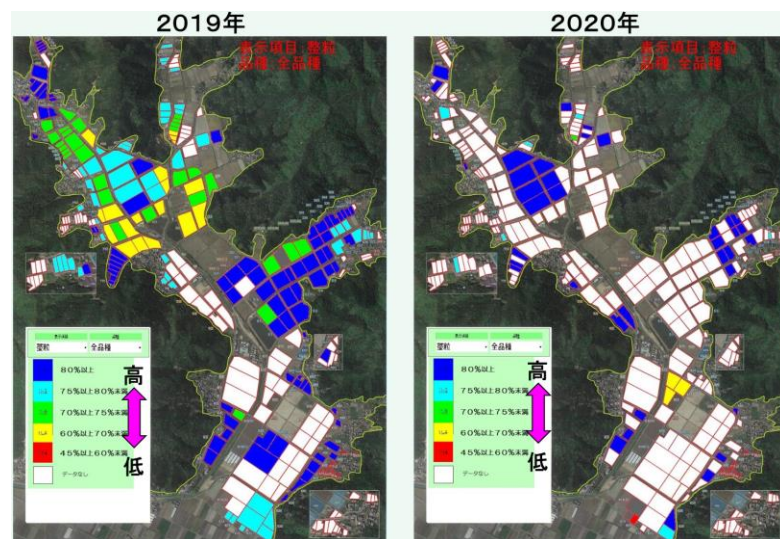 2019年
2020年
表示項目:整粒
品種:全品種
整粒
全品種
80%以上
75%以上80%未満
70%以上75%未満
60%以上70%未満
45%以上60%未満
データなし
高
低
表示項目:整粒
品種:全品種
整粒
全品種
80%以上
75%以上80%未満
70%以上75%未満
60%以上70%未満
45%以上60%未満
データなし
高
低